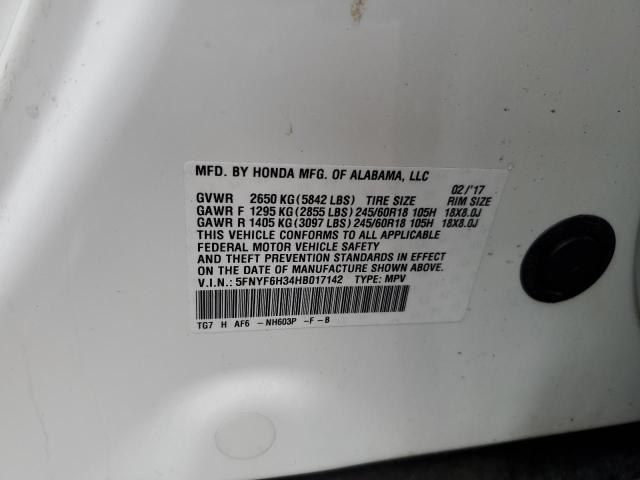 MFD. BY HONDA MFG. OF ALABAMA, LLC 02/'17
GVWR 2650 KG (5842 LBS) TIRE SIZE RIM SIZE
GAWR F 1295 KG (2855 LBS) 245/60R18 105H 18X8.0J
GAWR R 1405 KG (3097 LBS) 245/60R18 105H 18X8.0J
THIS VEHICLE CONFORMS TO ALL APPLICABLE
FEDERAL MOTOR VEHICLE SAFETY
AND THEFT PREVENTION STANDARDS IN EFFECT
ON THE DATE OF MANUFACTURE SHOWN ABOVE.
V.I.N.: 5FNYF6H34HB017142 TYPE: MPV
TG7 H AF6 -NH603P -F-B